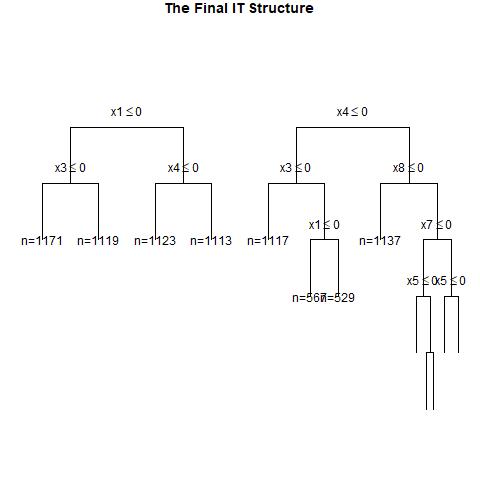 The Final IT Structure
x1 ≤ 0 x4 ≤ 0
x3 ≤ 0 x4 ≤ 0 x3 ≤ 0 x8 ≤ 0
x1 ≤ 0 x7 ≤ 0
n=1171 n=1119 n=1123 n=1113 n=1117 n=1137
x5 ≤ 0 x5 ≤ 0
n=567 n=529